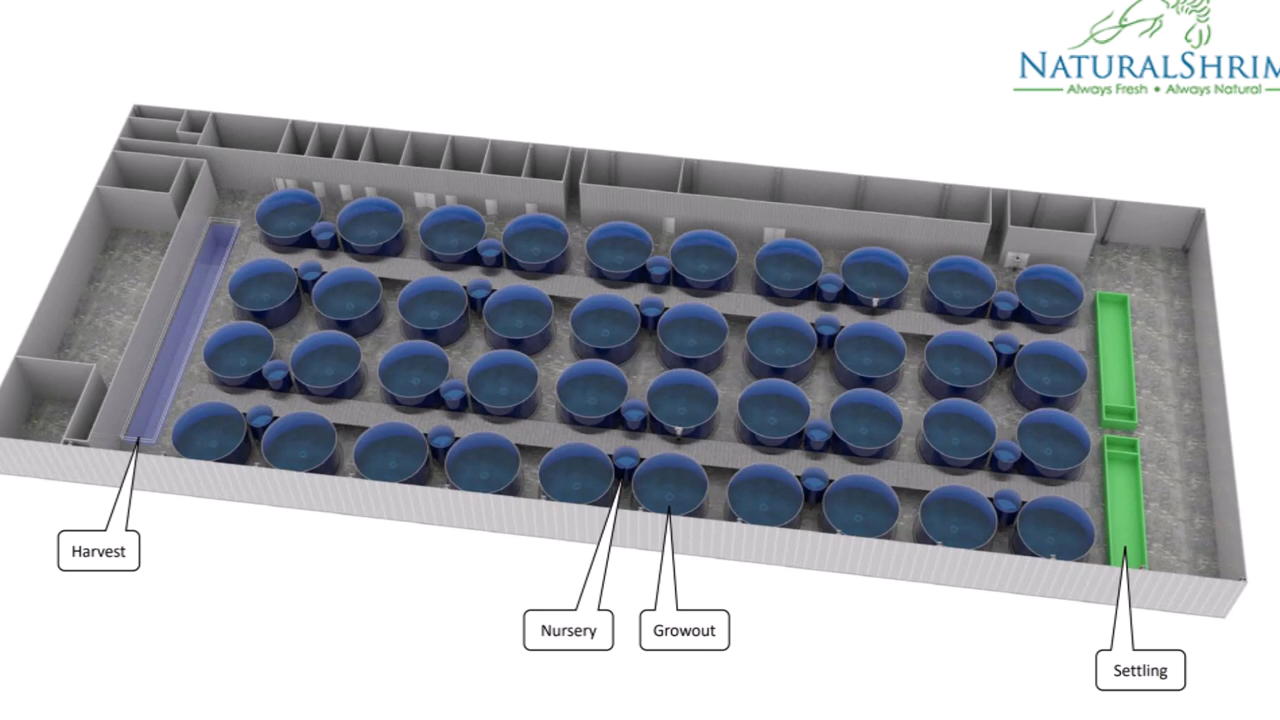 NATURALSHRIM
Always Fresh • Always Natural
Harvest
Nursery
Growout
Settling